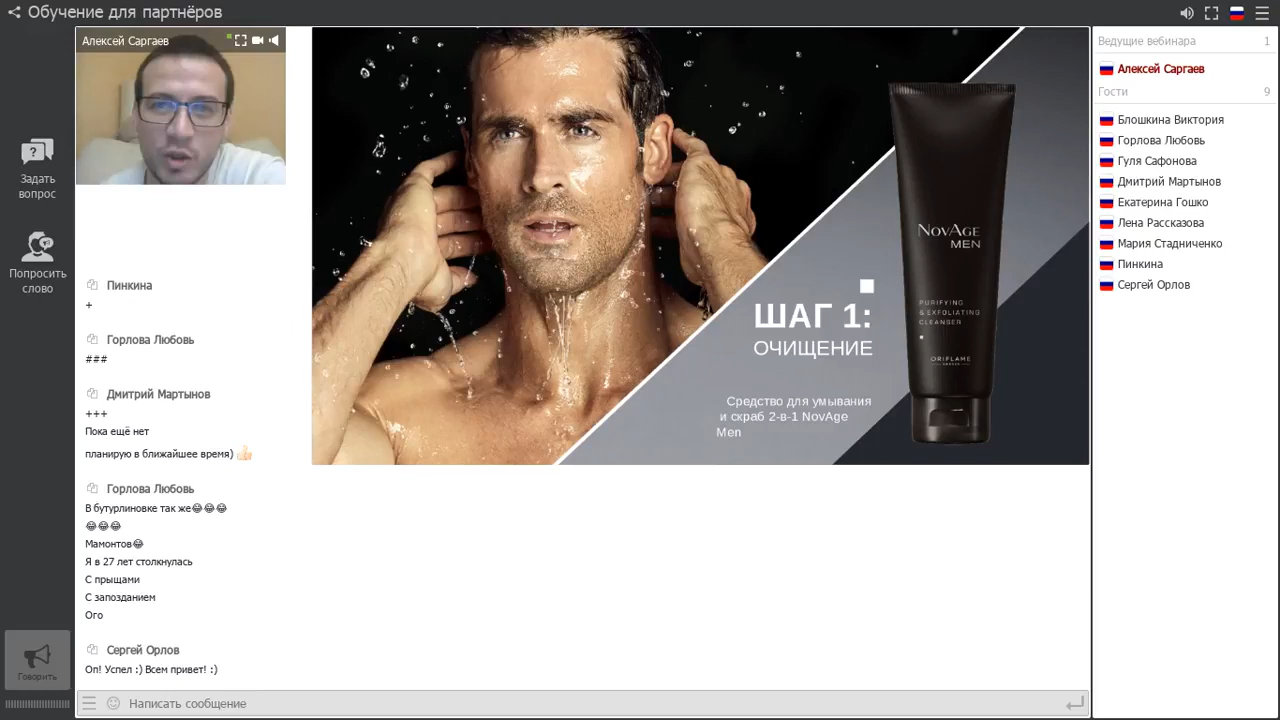 Обучение для партнёров
Алексей Саргаев
Задать
вопрос
Попросить
слово
Говорить
Пинкина
+
Горлова Любовь
###
Дмитрий Мартынов
+++
Пока ещё нет
планирую в ближайшее время) 👍
Горлова Любовь
В бутурлиновке так же😂😂😂
😂😂😂
Мамонтов😂
Я в 27 лет столкнулась
С прыщами
С запозданием
Ого
Сергей Орлов
Оп! Успел :) Всем привет! :)
Написать сообщение
ШАГ 1:
ОЧИЩЕНИЕ
Средство для умывания
и скраб 2-в-1 NovAge
Men
NOVAGE
MEN
PURIFYING
& EXFOLIATING
CLEANSER
ORIFLAME
Ведущие вебинара 1
Алексей Саргаев
Гости 9
Блошкина Виктория
Горлова Любовь
Гуля Сафонова
Дмитрий Мартынов
Екатерина Гошко
Лена Рассказова
Мария Стадниченко
Пинкина
Сергей Орлов